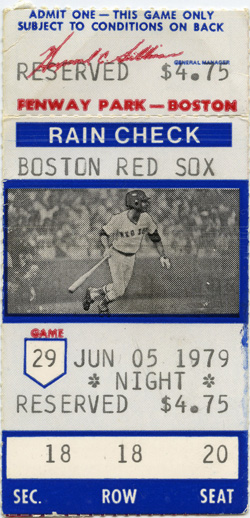 ADMIT ONE — THIS GAME ONLY
SUBJECT TO CONDITIONS ON BACK
GENERAL MANAGER
RESERVED $4.75
FENWAY PARK — BOSTON
RAIN CHECK
BOSTON RED SOX
GAME
29 JUN 05 1979
* NIGHT *
RESERVED $4.75
18 18 20
SEC. ROW SEAT